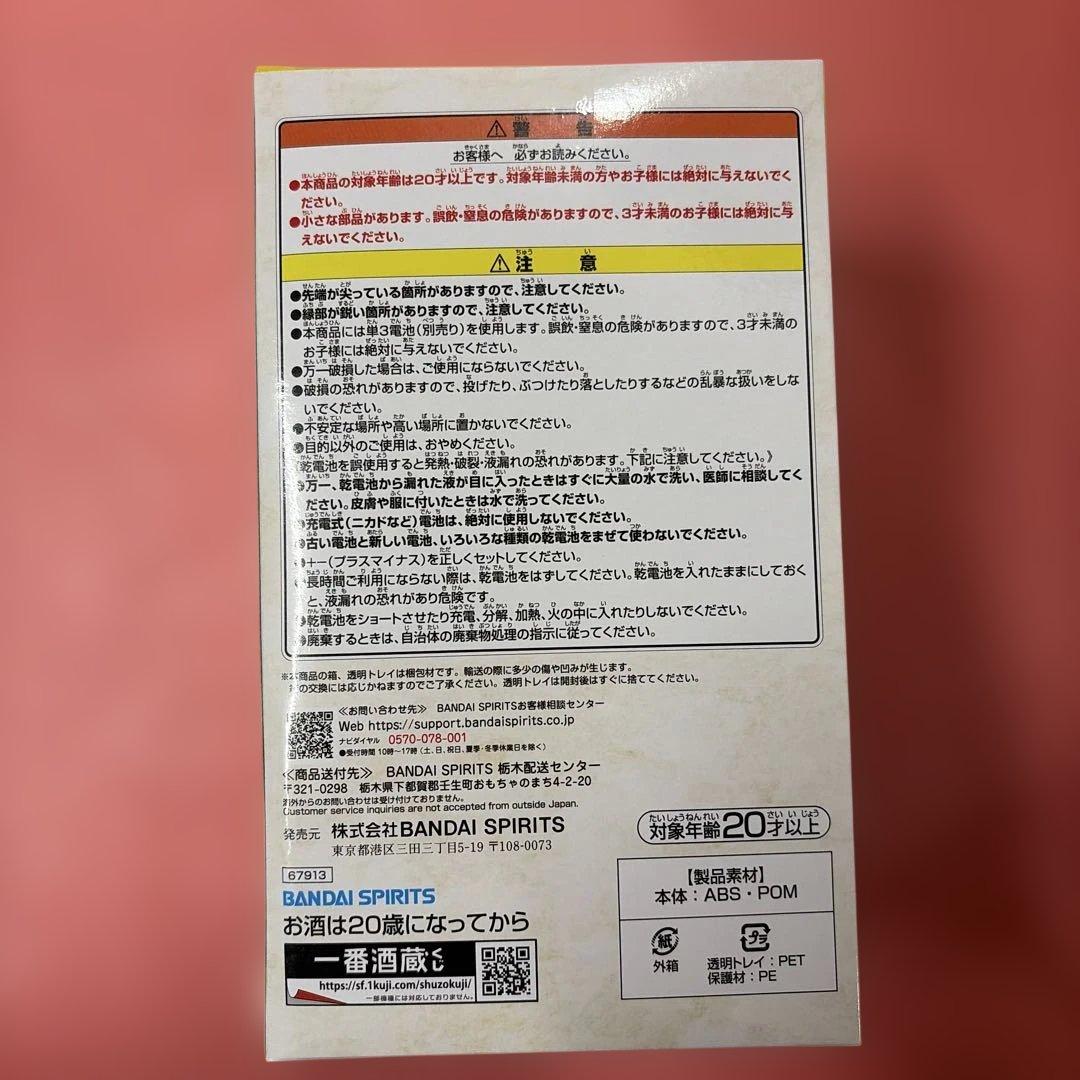 ⚠警告
お客様へ 必ずお読みください。
●本商品の対象年齢は20才以上です。対象年齢未満の方やお子様には絶対に与えないでく
ださい。
●小さな部品があります。誤飲・窒息の危険がありますので、3才未満のお子様には絶対に与
えないでください。
⚠注意
●先端が尖っている箇所がありますので、注意してください。
●縁部が鋭い箇所がありますので、注意してください。
●本商品には単3電池(別売り)を使用します。誤飲・窒息の危険がありますので、3才未満の
お子様には絶対に与えないでください。
●万一破損した場合は、ご使用にならないでください。
●破損の恐れがありますので、投げたり、ぶつけたり落としたりするなどの乱暴な扱いをしな
いでください。
●不安定な場所や高い場所に置かないでください。
●目的以外のご使用は、おやめください。
《乾電池を誤使用すると発熱・破裂・液漏れの恐れがあります。下記に注意してください。》
●万一、乾電池から漏れた液が目に入ったときはすぐに大量の水で洗い、医師に相談してく
ださい。皮膚や服に付いたときは水で洗ってください。
●充電式(ニカドなど)電池は、絶対に使用しないでください。
●古い電池と新しい電池、いろいろな種類の乾電池をまぜて使わないでください。
●+−(プラスマイナス)を正しくセットしてください。
●長時間ご利用にならない際は、乾電池をはずしてください。乾電池を入れたままにしておく
と、液漏れの恐れがあり危険です。
●乾電池をショートさせたり充電、分解、加熱、火の中に入れたりしないでください。
●廃棄するときは、自治体の廃棄物処理の指示に従ってください。
※本商品の箱、透明トレイは梱包材です。輸送の際に多少の傷や凹みが生じます。
箱の交換には応じかねますのでご了承ください。透明トレイは開封後はすぐに捨ててください。
≪お問い合わせ先≫ BANDAI SPIRITSお客様相談センター
Web https://support.bandaispirits.co.jp
ナビダイヤル 0570-078-001
●受付時間 10時〜17時(土、日、祝日、夏季・冬季休業日を除く)
≪商品送付先≫ BANDAI SPIRITS 栃木配送センター
〒321-0298 栃木県下都賀郡壬生町おもちゃのまち4-2-20
海外からのお問い合わせは受け付けておりません。
Customer service inquiries are not accepted from outside Japan.
発売元 株式会社BANDAI SPIRITS
東京都港区三田三丁目5-19 〒108-0073
対象年齢20才以上
67913
BANDAI SPIRITS
お酒は20歳になってから
一番酒蔵くじ
https://sf.1kuji.com/shuzokuji/
一部機種には対応しておりません。
【製品素材】
本体：ABS・POM
紙
外箱
プラ
透明トレイ：PET
保護材：PE